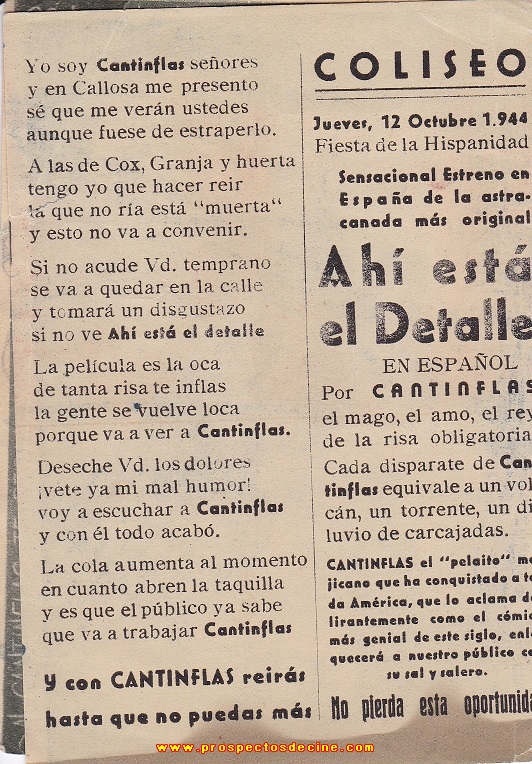 Yo soy Cantinflas señores
y en Callosa me presento
sé que me verán ustedes
aunque fuese de estraperlo.
A las de Cox, Granja y huerta
tengo yo que hacer reir
la que no ría está "muerta"
y esto no va a convenir.
Si no acude Vd. temprano
se va a quedar en la calle
y tomará un disgustazo
si no ve Ahí está el detalle
La película es la oca
de tanta risa te inflas
la gente se vuelve loca
porque va a ver a Cantinflas.
Deseche Vd. los dolores
¡vete ya mi mal humor!
voy a escuchar a Cantinflas
y con él todo acabó.
La cola aumenta al momento
en cuanto abren la taquilla
y es que el público ya sabe
que va a trabajar Cantinflas
Y con CANTINFLAS reirás
hasta que no puedas más
COLISEO
Jueves, 12 Octubre 1.944
Fiesta de la Hispanidad
Sensacional Estreno en
España de la astra-
canada más original
Ahí está
el Detalle
EN ESPAÑOL
Por CANTINFLAS
el mago, el amo, el rey
de la risa obligatoria
Cada disparate de Can-
tinflas equivale a un vol
cán, un torrente, un di
luvio de carcajadas.
CANTINFLAS el "pelaito" me
jicano que ha conquistado a to
da América, que lo aclama de
lirantemente como el cómic
más genial de este siglo, enlo
quecerá a nuestro público co
su sal y salero.
No pierda esta oportunida
www.prospectosdecine.com